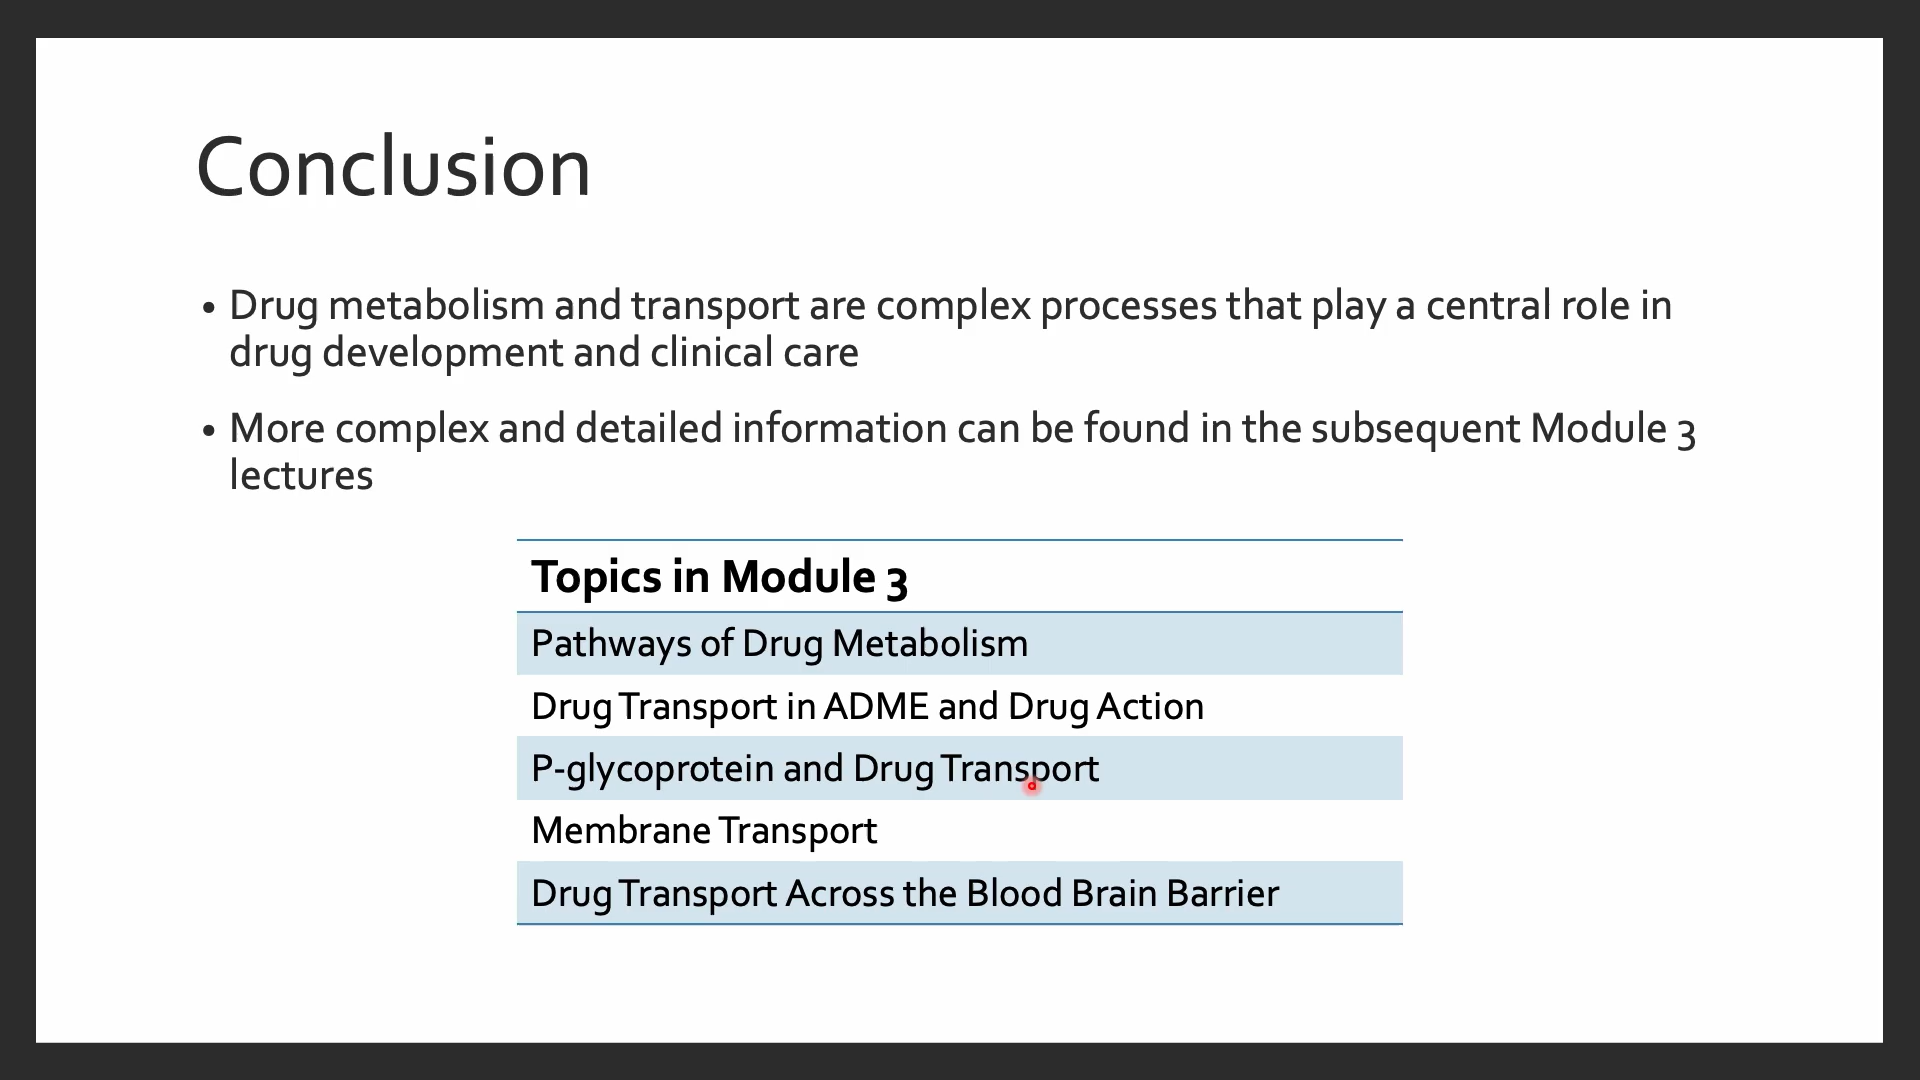 Conclusion
• Drug metabolism and transport are complex processes that play a central role in
drug development and clinical care
• More complex and detailed information can be found in the subsequent Module 3
lectures
Topics in Module 3
Pathways of Drug Metabolism
Drug Transport in ADME and Drug Action
P-glycoprotein and Drug Transport
Membrane Transport
Drug Transport Across the Blood Brain Barrier